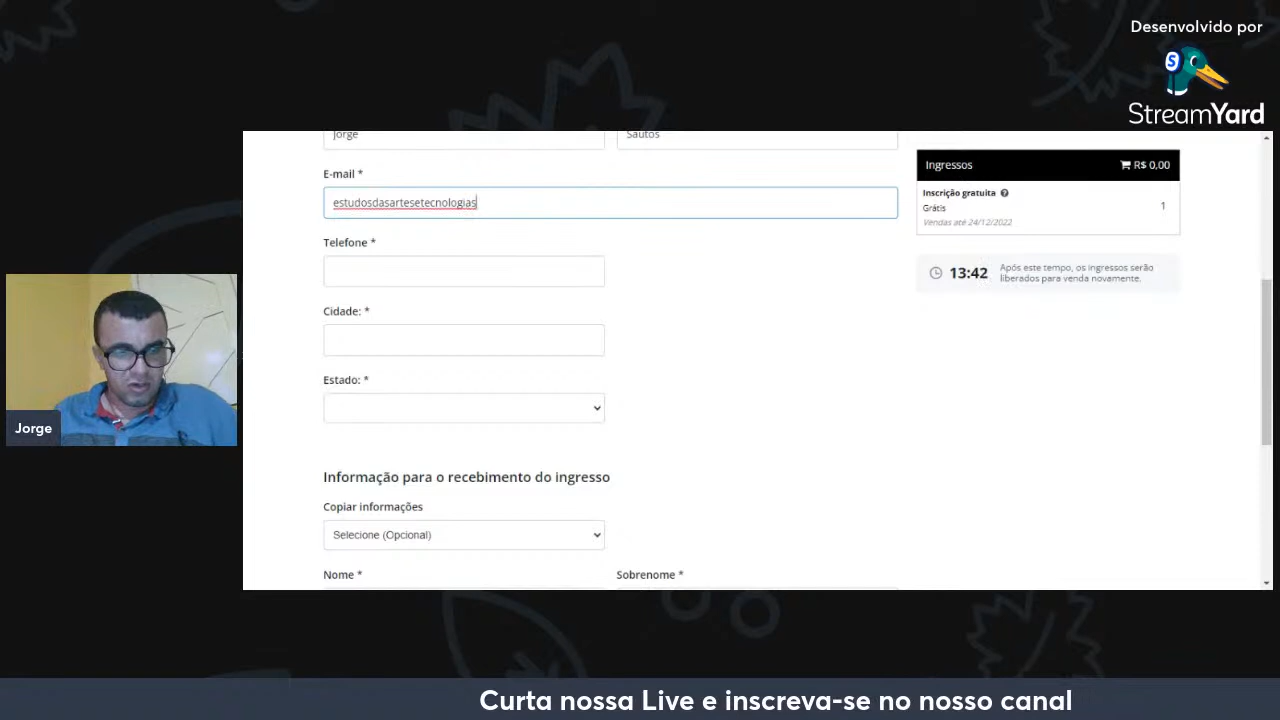 Desenvolvido por
StreamYard
Jorge
Sautos
E-mail *
estudosdasartesetecnologias
Telefone *
Cidade: *
Estado: *
Informação para o recebimento do ingresso
Copiar informações
Selecione (Opcional)
Nome *
Sobrenome *
Ingressos
R$ 0,00
Inscrição gratuita
Grátis
1
Vendas até 24/12/2022
13:42
Após este tempo, os ingressos serão
liberados para venda novamente.
Jorge
Curta nossa Live e inscreva-se no nosso canal